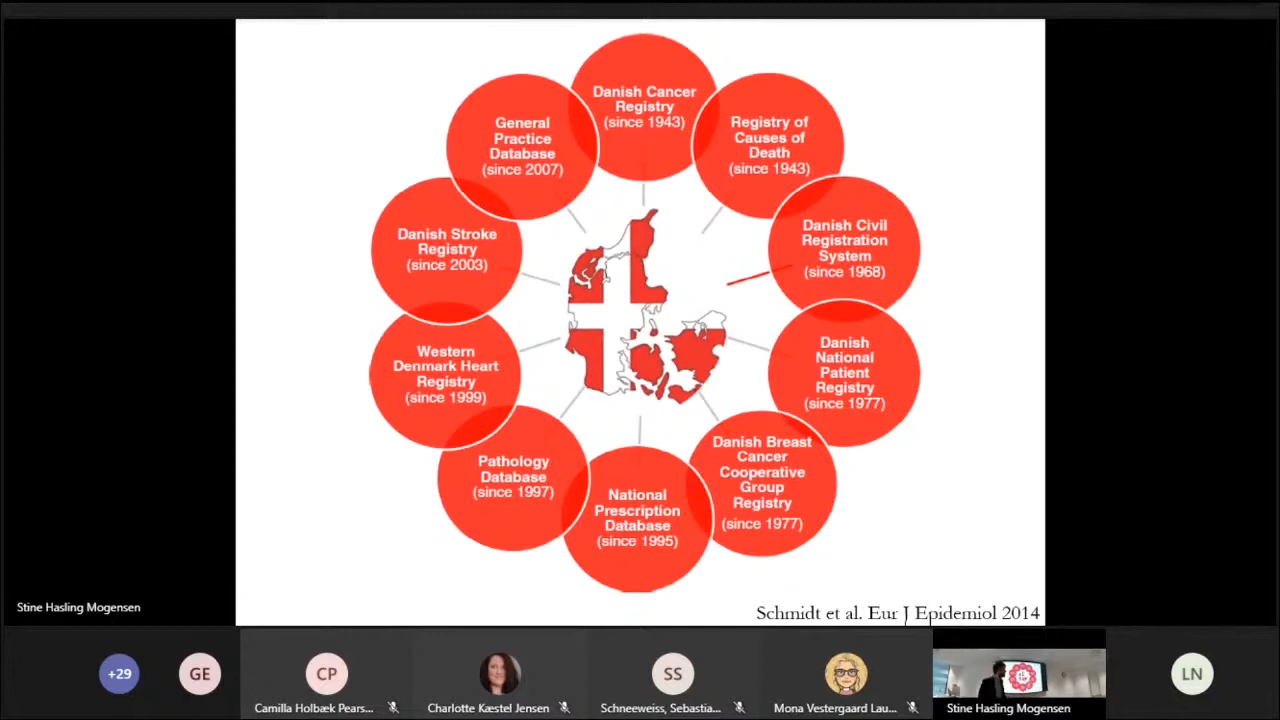 Danish Cancer
Registry
(since 1943)
Registry of
Causes of
Death
(since 1943)
Danish Civil
Registration
System
(since 1968)
Danish
National
Patient
Registry
(since 1977)
Danish Breast
Cancer
Cooperative
Group
Registry
(since 1977)
National
Prescription
Database
(since 1995)
Pathology
Database
(since 1997)
Western
Denmark Heart
Registry
(since 1999)
Danish Stroke
Registry
(since 2003)
General
Practice
Database
(since 2007)
Schmidt et al. Eur J Epidemiol 2014
Stine Hasling Mogensen
+29
GE
CP
Camilla Holbæk Pears...
Charlotte Kæstel Jensen
SS
Schneeweiss, Sebastia...
Mona Vestergaard Lau...
Stine Hasling Mogensen
LN